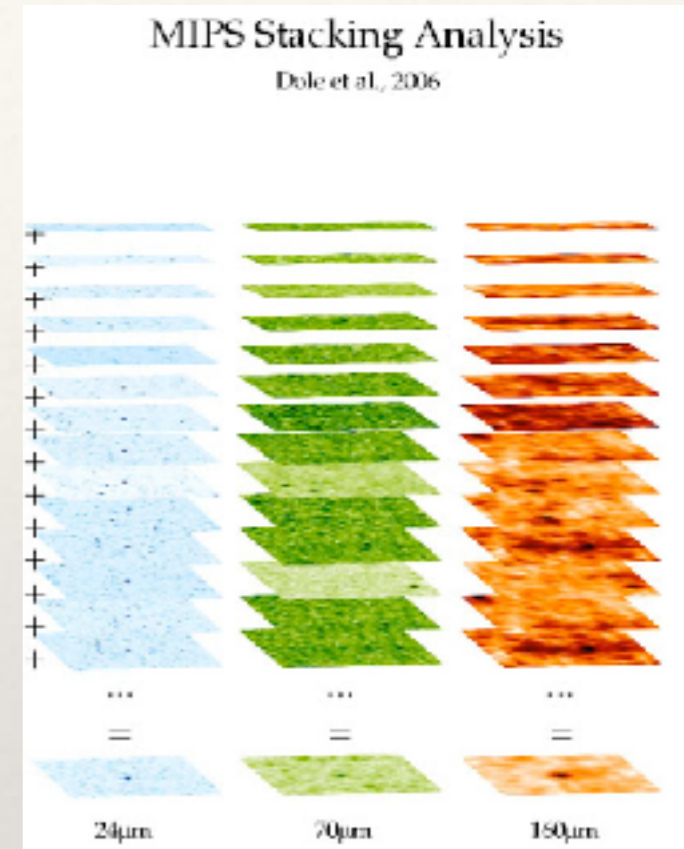 MIPS Stacking Analysis
Dole et al., 2006
+
+
+
+
+
+
+
+
+
+
+
+
+
+
... ... ...
= = =
24μm 70μm 160μm